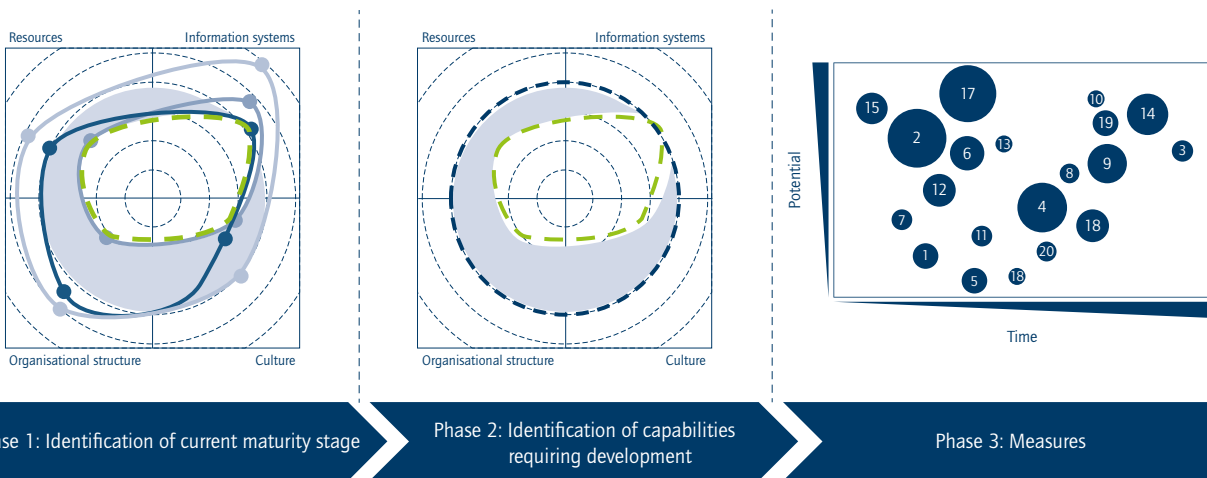 Resources Information systems
Organisational structure Culture
Resources Information systems
Organisational structure Culture
Potential
15
17
2
6
13
12
7
1
11
5
18
10
19
14
3
8
9
4
18
20
Time
se 1: Identification of current maturity stage
Phase 2: Identification of capabilities
requiring development
Phase 3: Measures